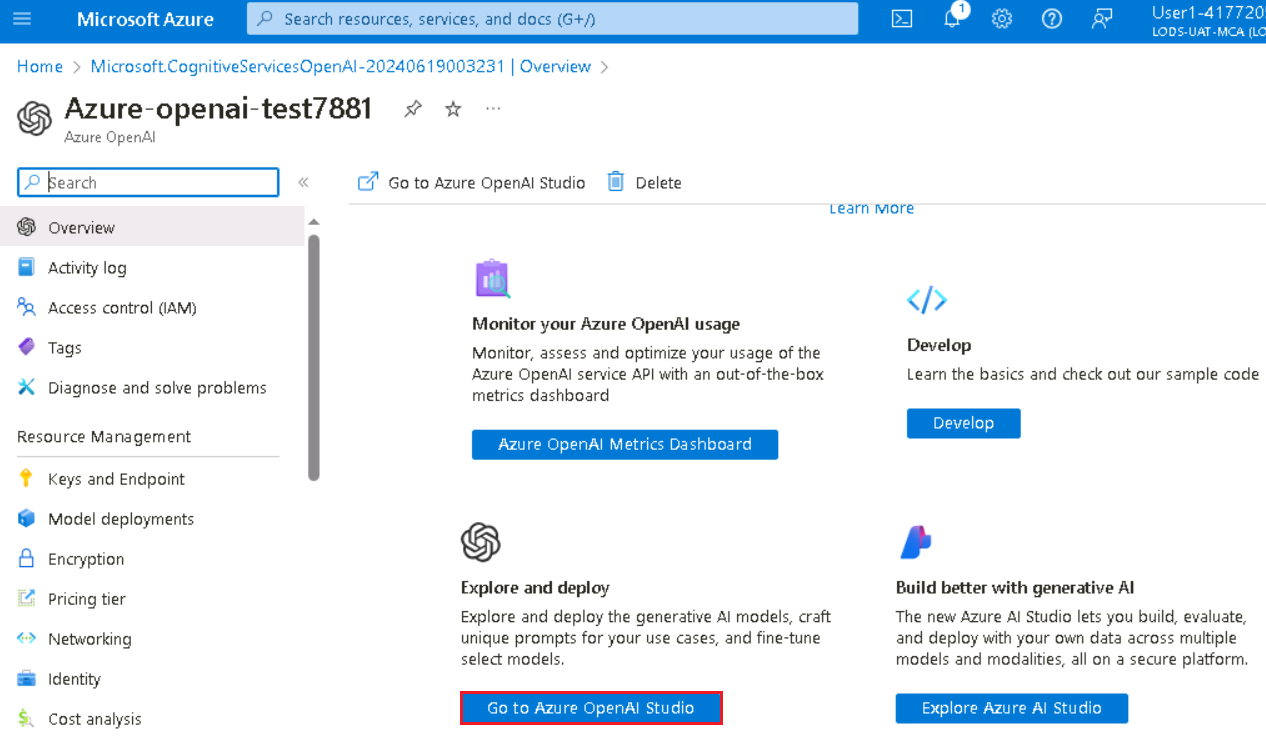 Microsoft Azure
Search resources, services, and docs (G+/)
1
User1-4177205
LODS-UAT-MCA (LO
Home > Microsoft.CognitiveServicesOpenAI-20240619003231 | Overview >
Azure-openai-test7881
Azure OpenAI
Search
Go to Azure OpenAI Studio
Delete
Learn More
Overview
Activity log
Access control (IAM)
Tags
Diagnose and solve problems
Resource Management
Keys and Endpoint
Model deployments
Encryption
Pricing tier
Networking
Identity
Cost analysis
Monitor your Azure OpenAI usage
Monitor, assess and optimize your usage of the
Azure OpenAI service API with an out-of-the-box
metrics dashboard
Azure OpenAI Metrics Dashboard
Develop
Learn the basics and check out our sample code
Develop
Explore and deploy
Explore and deploy the generative AI models, craft
unique prompts for your use cases, and fine-tune
select models.
Go to Azure OpenAI Studio
Build better with generative AI
The new Azure AI Studio lets you build, evaluate,
and deploy with your own data across multiple
models and modalities, all on a secure platform.
Explore Azure AI Studio